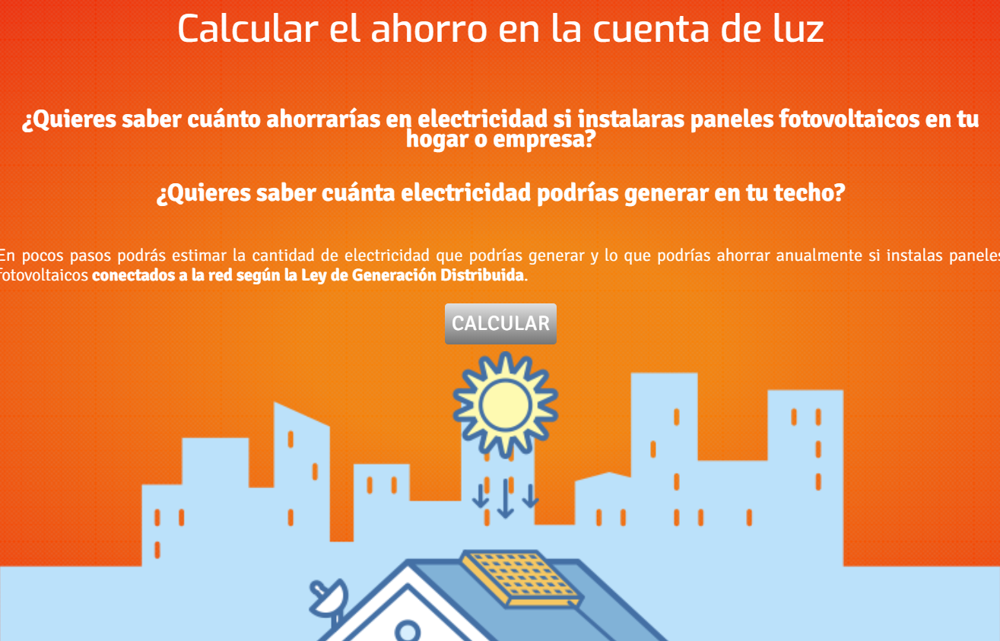 Calcular el ahorro en la cuenta de luz
¿Quieres saber cuánto ahorrarías en electricidad si instalaras paneles fotovoltaicos en tu
hogar o empresa?
¿Quieres saber cuánta electricidad podrías generar en tu techo?
En pocos pasos podrás estimar la cantidad de electricidad que podrías generar y lo que podrías ahorrar anualmente si instalas paneles
fotovoltaicos conectados a la red según la Ley de Generación Distribuida.
CALCULAR